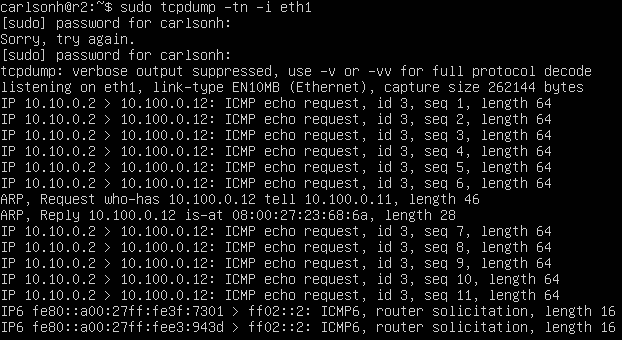 carlsonh@r2:~$ sudo tcpdump -tn -i eth1
[sudo] password for carlsonh:
Sorry, try again.
[sudo] password for carlsonh:
tcpdump: verbose output suppressed, use -v or -vv for full protocol decode
listening on eth1, link-type EN10MB (Ethernet), capture size 262144 bytes
IP 10.10.0.2 > 10.100.0.12: ICMP echo request, id 3, seq 1, length 64
IP 10.10.0.2 > 10.100.0.12: ICMP echo request, id 3, seq 2, length 64
IP 10.10.0.2 > 10.100.0.12: ICMP echo request, id 3, seq 3, length 64
IP 10.10.0.2 > 10.100.0.12: ICMP echo request, id 3, seq 4, length 64
IP 10.10.0.2 > 10.100.0.12: ICMP echo request, id 3, seq 5, length 64
IP 10.10.0.2 > 10.100.0.12: ICMP echo request, id 3, seq 6, length 64
ARP, Request who-has 10.100.0.12 tell 10.100.0.11, length 46
ARP, Reply 10.100.0.12 is-at 08:00:27:23:68:6a, length 28
IP 10.10.0.2 > 10.100.0.12: ICMP echo request, id 3, seq 7, length 64
IP 10.10.0.2 > 10.100.0.12: ICMP echo request, id 3, seq 8, length 64
IP 10.10.0.2 > 10.100.0.12: ICMP echo request, id 3, seq 9, length 64
IP 10.10.0.2 > 10.100.0.12: ICMP echo request, id 3, seq 10, length 64
IP 10.10.0.2 > 10.100.0.12: ICMP echo request, id 3, seq 11, length 64
IP6 fe80::a00:27ff:fe3f:7301 > ff02::2: ICMP6, router solicitation, length 16
IP6 fe80::a00:27ff:fee3:943d > ff02::2: ICMP6, router solicitation, length 16